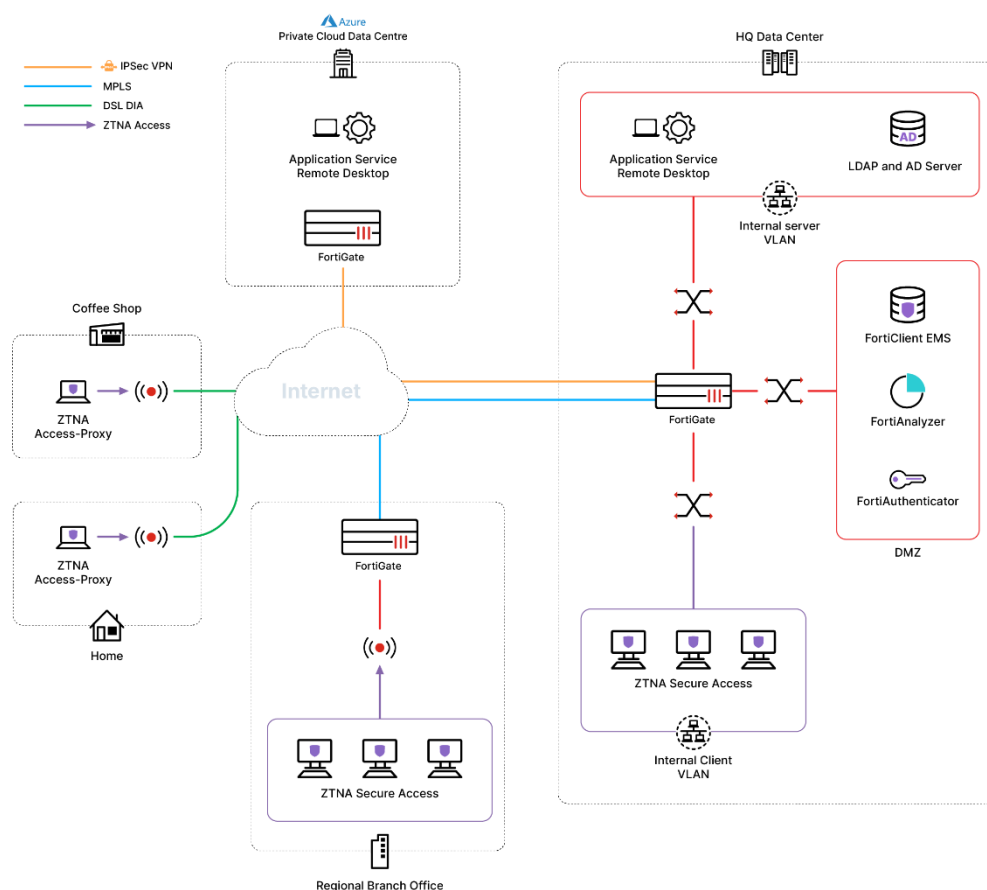 Azure
Private Cloud Data Centre
HQ Data Center
IPSec VPN
MPLS
DSL DIA
ZTNA Access
Application Service
Remote Desktop
FortiGate
Application Service
Remote Desktop
AD
LDAP and AD Server
Internal server
VLAN
Coffee Shop
ZTNA
Access-Proxy
Internet
FortiGate
FortiClient EMS
FortiAnalyzer
FortiAuthenticator
DMZ
ZTNA
Access-Proxy
Home
FortiGate
ZTNA Secure Access
Regional Branch Office
ZTNA Secure Access
Internal Client
VLAN